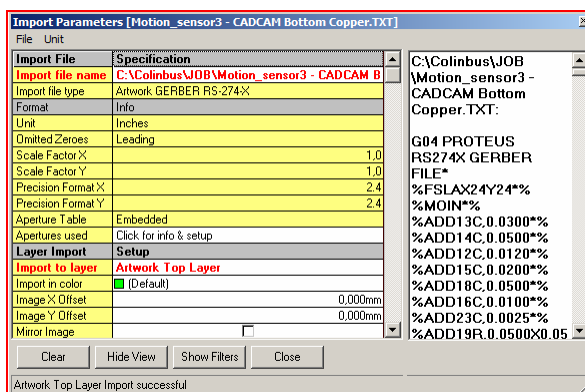 Import Parameters [Motion_sensor3 - CADCAM Bottom Copper.TXT]
File Unit
Import File Specification
Import file name C:\Colinbus\JOB\Motion_sensor3 - CADCAM B
Import file type Artwork GERBER RS-274-X
Format Info
Unit Inches
Omitted Zeroes Leading
Scale Factor X 1,0
Scale Factor Y 1,0
Precision Format X 2.4
Precision Format Y 2.4
Aperture Table Embedded
Apertures used Click for info & setup
Layer Import Setup
Import to layer Artwork Top Layer
Import in color (Default)
Image X Offset 0,000mm
Image Y Offset 0,000mm
Mirror Image
C:\Colinbus\JOB
\Motion_sensor3 -
CADCAM Bottom
Copper.TXT:
G04 PROTEUS
RS274X GERBER
FILE*
%FSLAX24Y24*%
%MOIN*%
%ADD13C,0.0300*%
%ADD14C,0.0500*%
%ADD12C,0.0120*%
%ADD15C,0.0200*%
%ADD18C,0.0500*%
%ADD16C,0.0100*%
%ADD23C,0.0025*%
%ADD19R,0.0500X0.05
Clear Hide View Show Filters Close
Artwork Top Layer Import successful